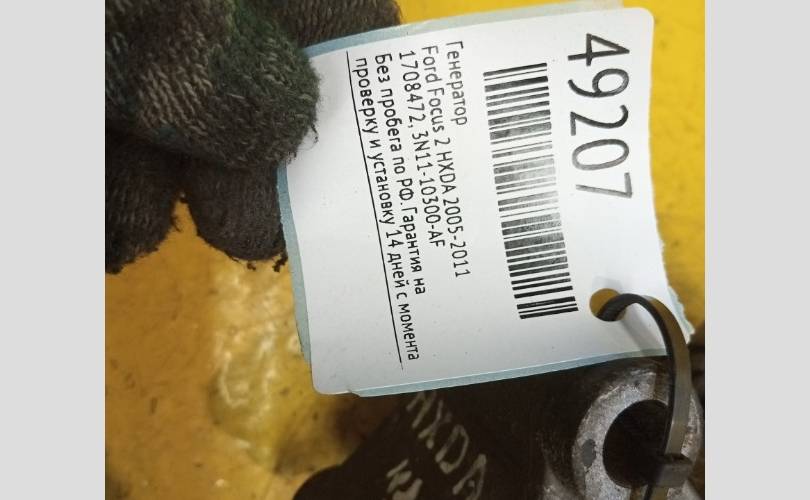 49207
Генератор
Ford Focus 2 HXDA 2005-2011
1708472, 3N11-10300-AF
Без пробега по РФ. Гарантия на
проверку и установку 14 дней с момента
HXDA